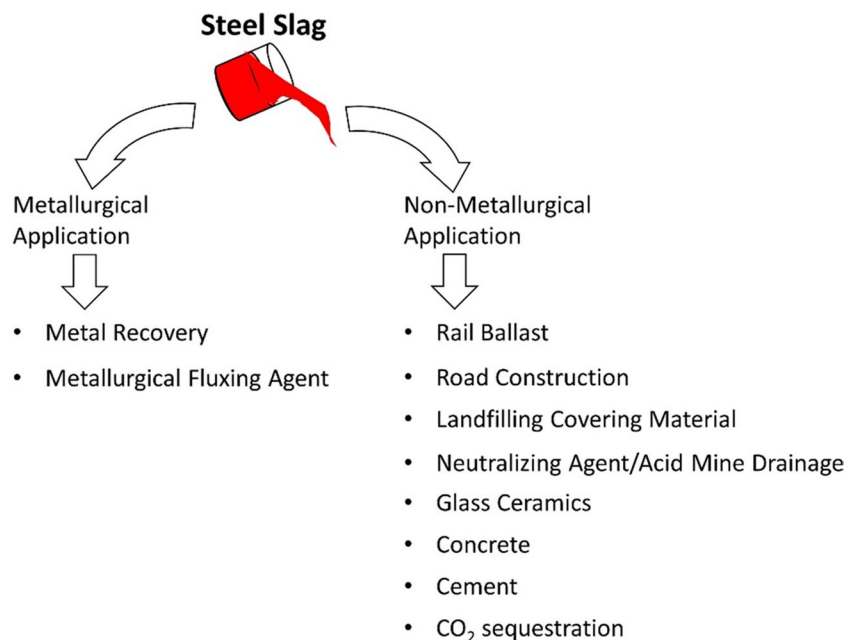 Steel Slag
Metallurgical
Application
• Metal Recovery
• Metallurgical Fluxing Agent
Non-Metallurgical
Application
• Rail Ballast
• Road Construction
• Landfilling Covering Material
• Neutralizing Agent/Acid Mine Drainage
• Glass Ceramics
• Concrete
• Cement
• CO₂ sequestration